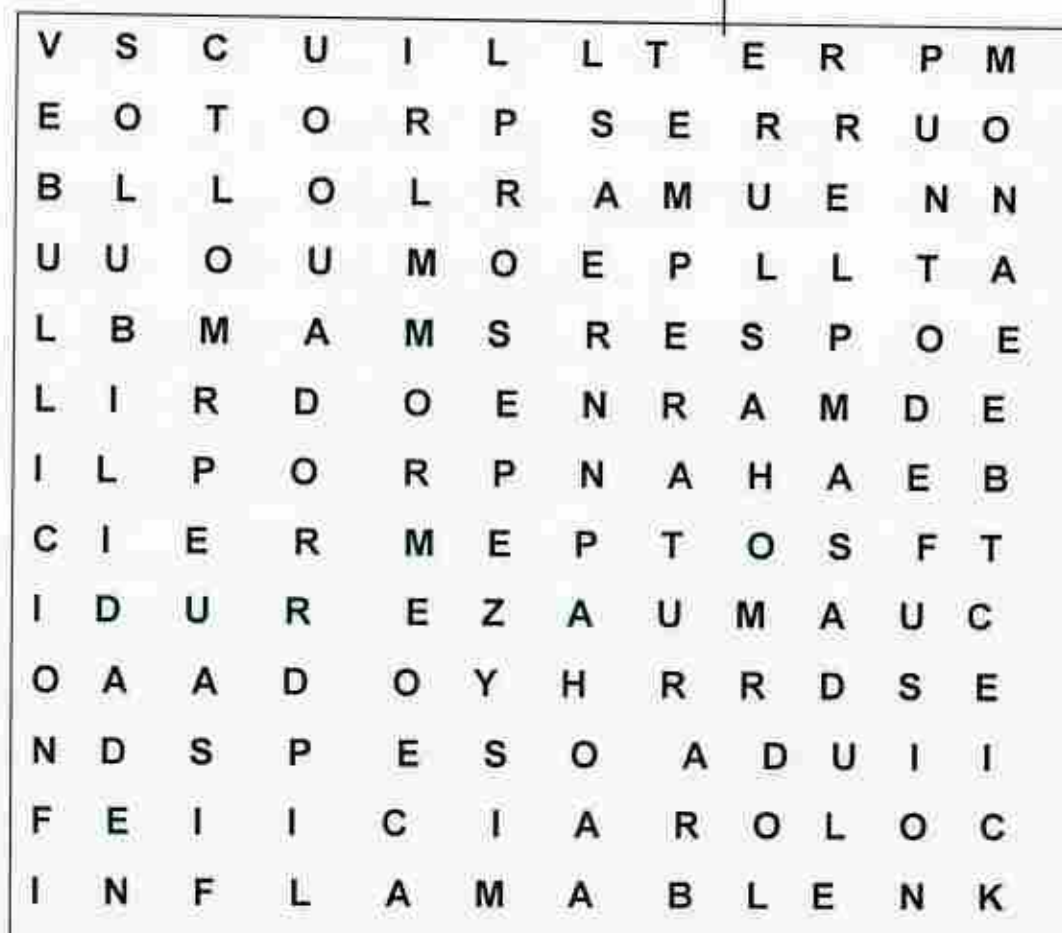 V S C U I L L T E R P M
E O T O R P S E R R U O
B L L O L R A M U E N N
U U O U M O E P L L T A
L B M A M S R E S P O E
L I R D O E N R A M D E
I L P O R P N A H A E B
C I E R M E P T O S F T
I D U R E Z A U M A U C
O A A D O Y H R R D S E
N D S P E S O A D U I I
F E I I C I A R O L O C
I N F L A M A B L E N K